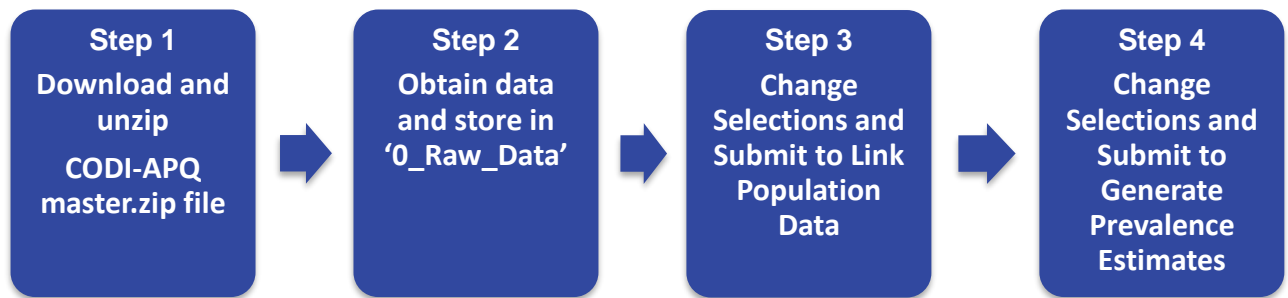 Step 1
Download and
unzip
CODI-APQ
master.zip file
Step 2
Obtain data
and store in
‘0_Raw_Data’
Step 3
Change
Selections and
Submit to Link
Population
Data
Step 4
Change
Selections and
Submit to
Generate
Prevalence
Estimates